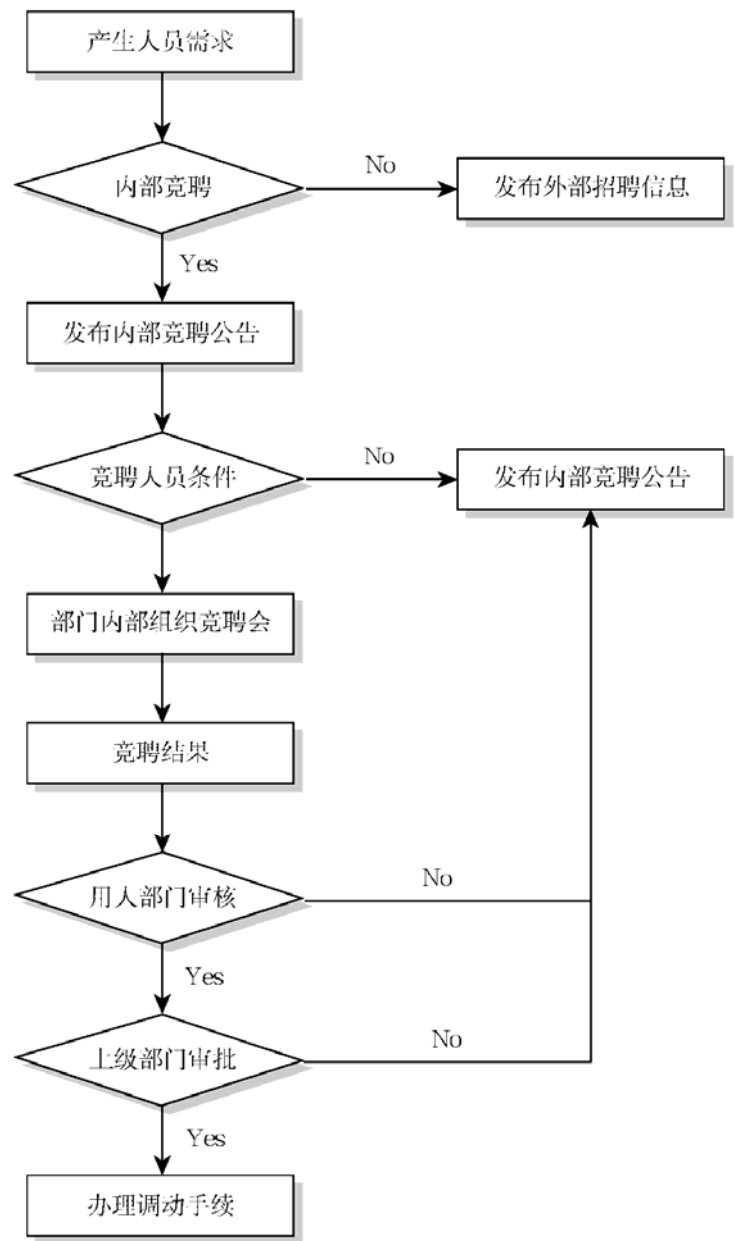 产生人员需求
内部竞聘
No
发布外部招聘信息
Yes
发布内部竞聘公告
竞聘人员条件
No
发布内部竞聘公告
部门内部组织竞聘会
竞聘结果
用人部门审核
No
Yes
上级部门审批
No
Yes
办理调动手续